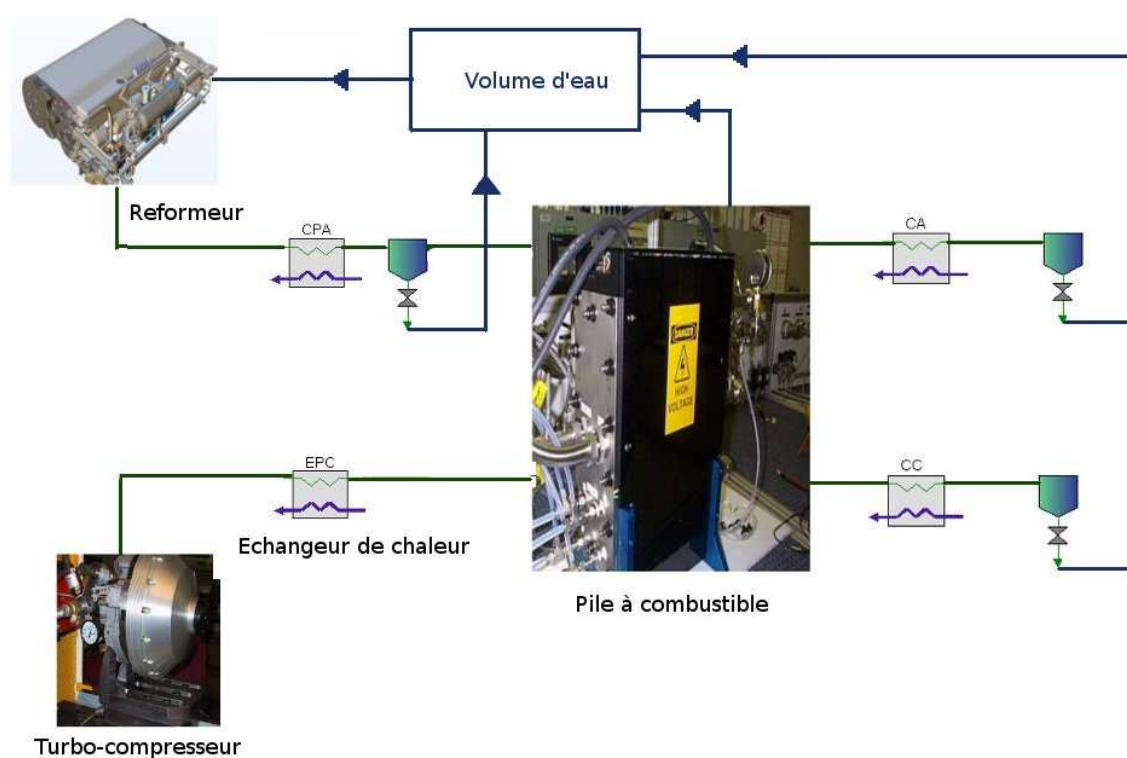 Volume d'eau
Reformeur
CPA
CA
DANGER
HIGH
VOLTAGE
EPC
CC
Echangeur de chaleur
Pile à combustible
Turbo-compresseur